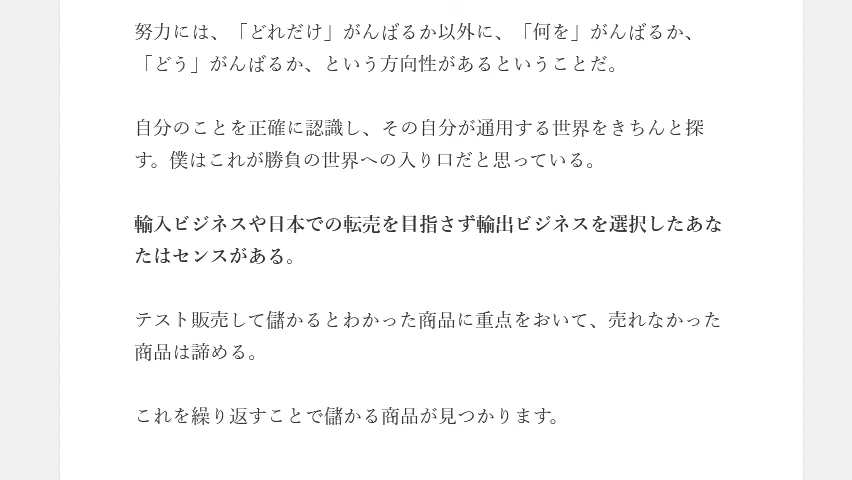 努力には、「どれだけ」がんばるか以外に、「何を」がんばるか、
「どう」がんばるか、という方向性があるということだ。
自分のことを正確に認識し、その自分が通用する世界をきちんと探
す。僕はこれが勝負の世界への入り口だと思っている。
輸入ビジネスや日本での転売を目指さず輸出ビジネスを選択したあな
たはセンスがある。
テスト販売して儲かるとわかった商品に重点をおいて、売れなかった
商品は諦める。
これを繰り返すことで儲かる商品が見つかります。